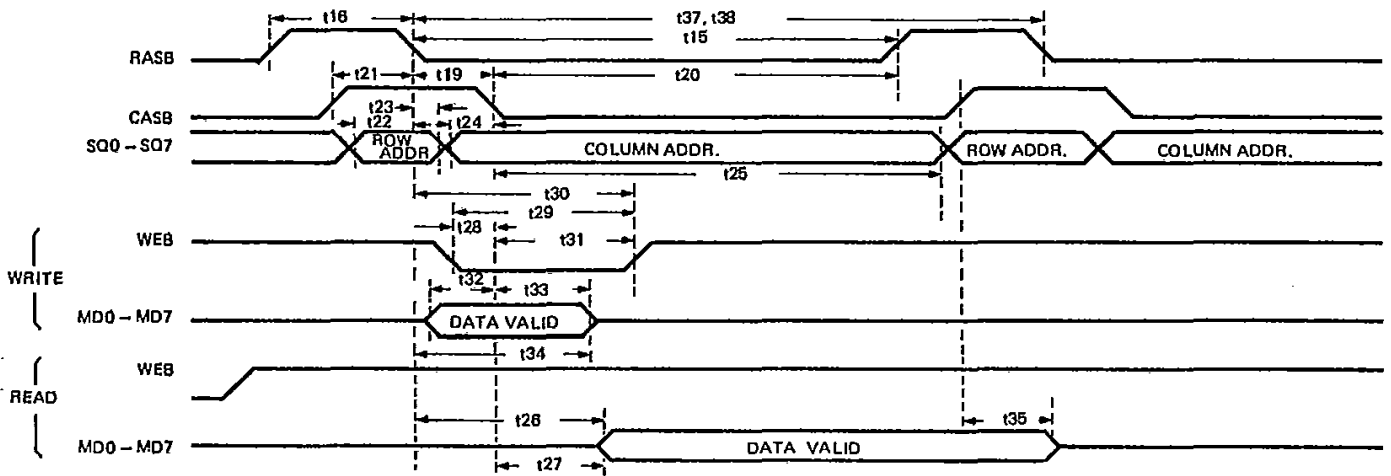 t16
t37, t38
t15
RASB
t21 t19 t20
t23
CASB
t22 t24
SQ0 – SQ7
ROW ADDR
COLUMN ADDR.
ROW ADDR.
COLUMN ADDR.
t25
t30
t29
t28
WEB
t31
WRITE
t32 t33
MD0 – MD7
DATA VALID
t34
WEB
READ
t26
t35
MD0 – MD7
DATA VALID
t27